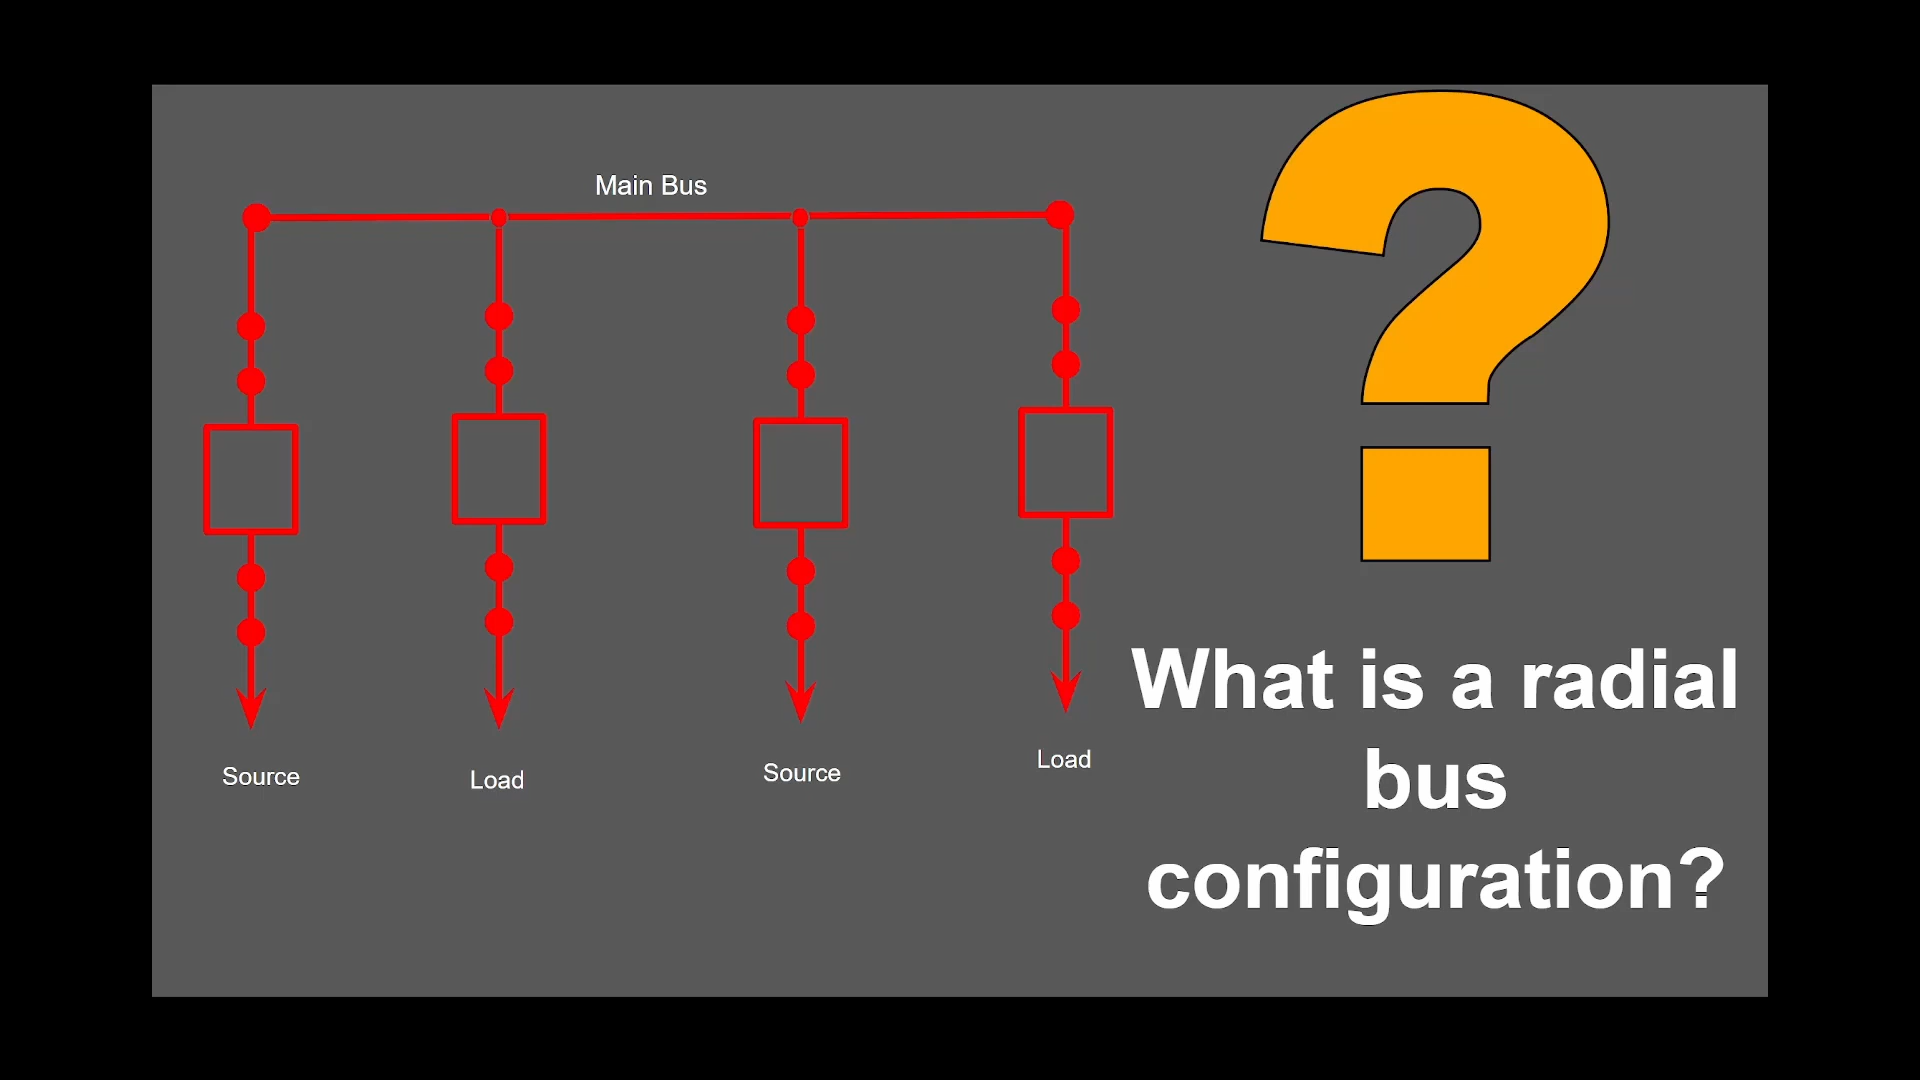 Main Bus
Source
Load
Source
Load
What is a radial
bus
configuration?